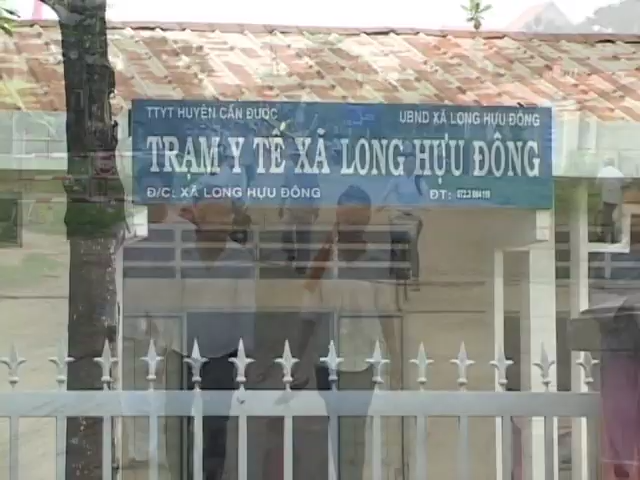 TTYT HUYỆN CẦN ĐƯỚC
UBND XÃ LONG HỰU ĐÔNG
TRẠM Y TẾ XÃ LONG HỰU ĐÔNG
Đ/C: XÃ LONG HỰU ĐÔNG
ĐT: